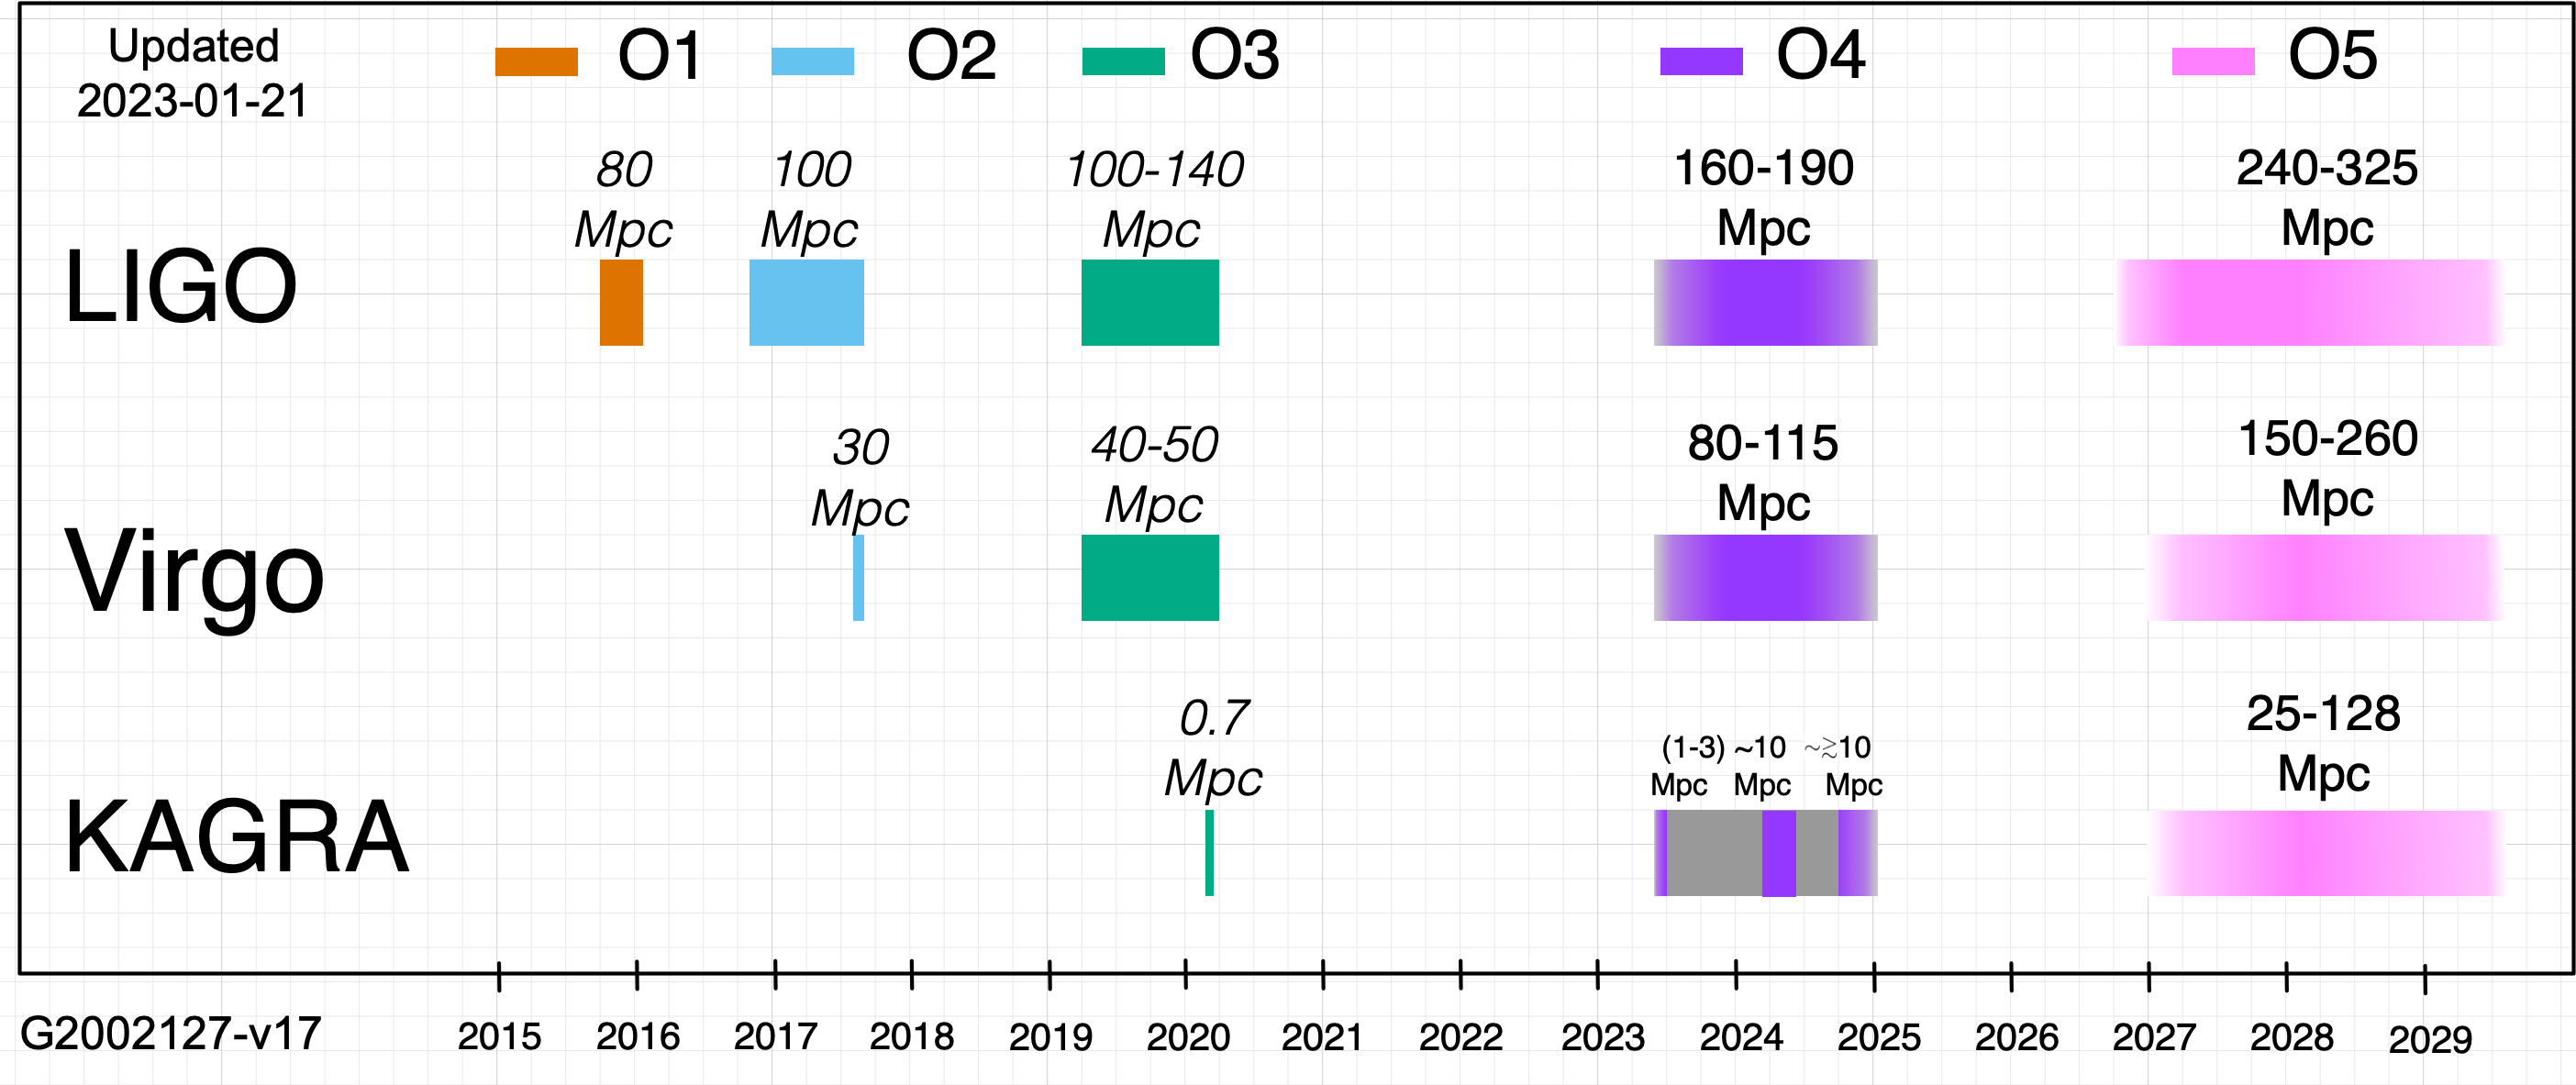 Updated
2023-01-21
O1 O2 O3 O4 O5
80
Mpc
100
Mpc
100-140
Mpc
160-190
Mpc
240-325
Mpc
LIGO
30
Mpc
40-50
Mpc
80-115
Mpc
150-260
Mpc
Virgo
0.7
Mpc
(1-3) ~10 ~≳10
Mpc Mpc Mpc
25-128
Mpc
KAGRA
G2002127-v17
2015 2016 2017 2018 2019 2020 2021 2022 2023 2024 2025 2026 2027 2028 2029